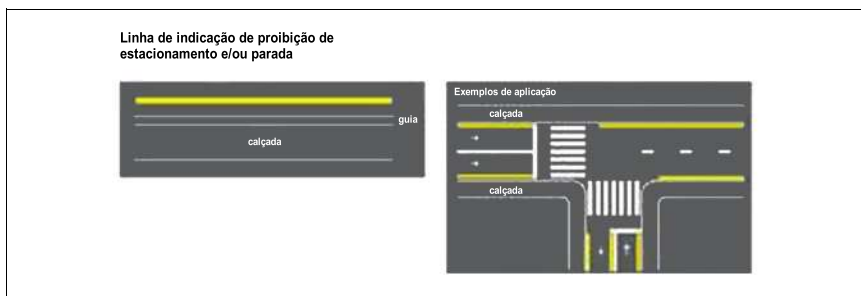 Linha de indicação de proibição de
estacionamento e/ou parada
guia
calçada
Exemplos de aplicação
calçada
calçada